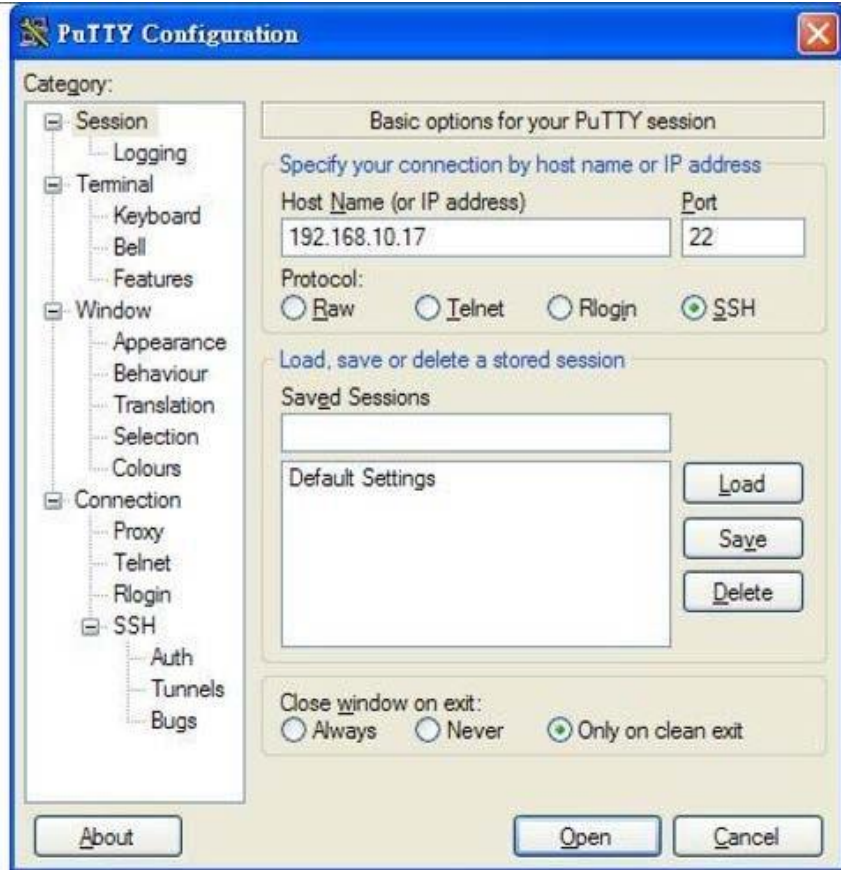 PuTTY Configuration
Category:
Session
Logging
Terminal
Keyboard
Bell
Features
Window
Appearance
Behaviour
Translation
Selection
Colours
Connection
Proxy
Telnet
Rlogin
SSH
Auth
Tunnels
Bugs
Basic options for your PuTTY session
Specify your connection by host name or IP address
Host Name (or IP address) Port
192.168.10.17 22
Protocol:
Raw Telnet Rlogin SSH
Load, save or delete a stored session
Saved Sessions
Default Settings
Load
Save
Delete
Close window on exit:
Always Never Only on clean exit
About Open Cancel